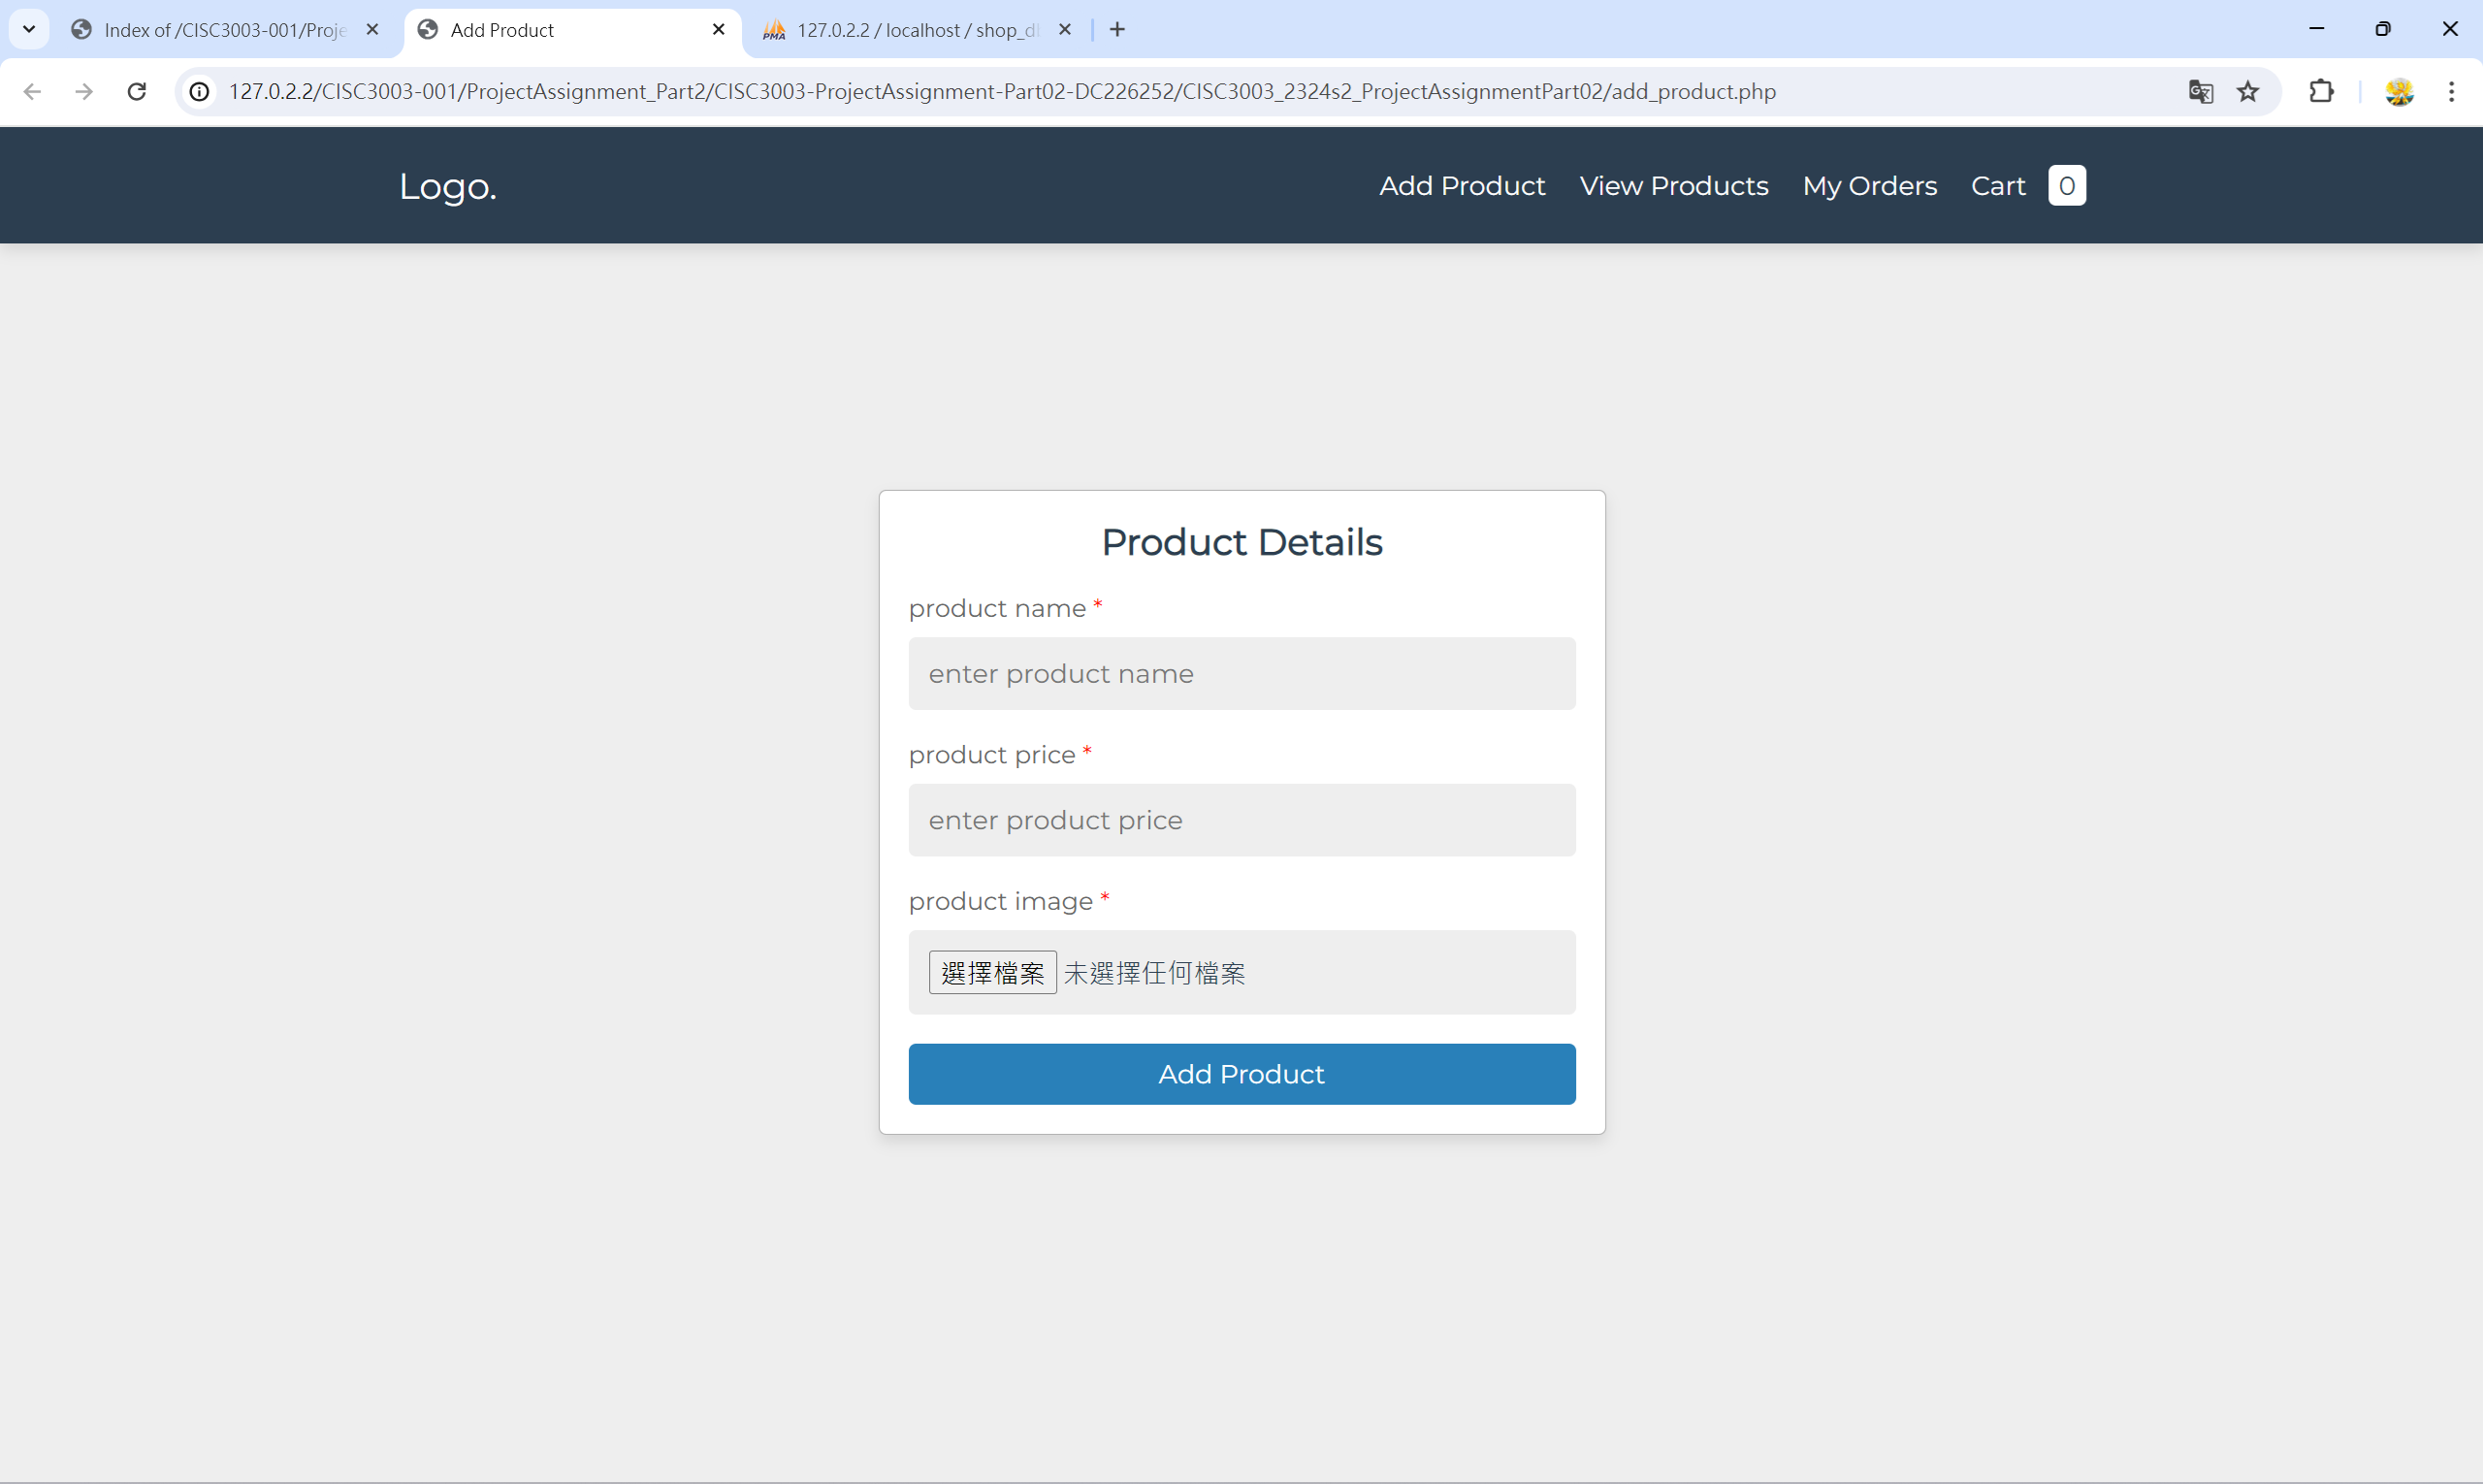 Index of /CISC3003-001/Proje
Add Product
PMA 127.0.2.2 / localhost / shop_d
127.0.2.2/CISC3003-001/ProjectAssignment_Part2/CISC3003-ProjectAssignment-Part02-DC226252/CISC3003_2324s2_ProjectAssignmentPart02/add_product.php
Logo.
Add Product View Products My Orders Cart 0
Product Details
product name *
enter product name
product price *
enter product price
product image *
選擇檔案 未選擇任何檔案
Add Product